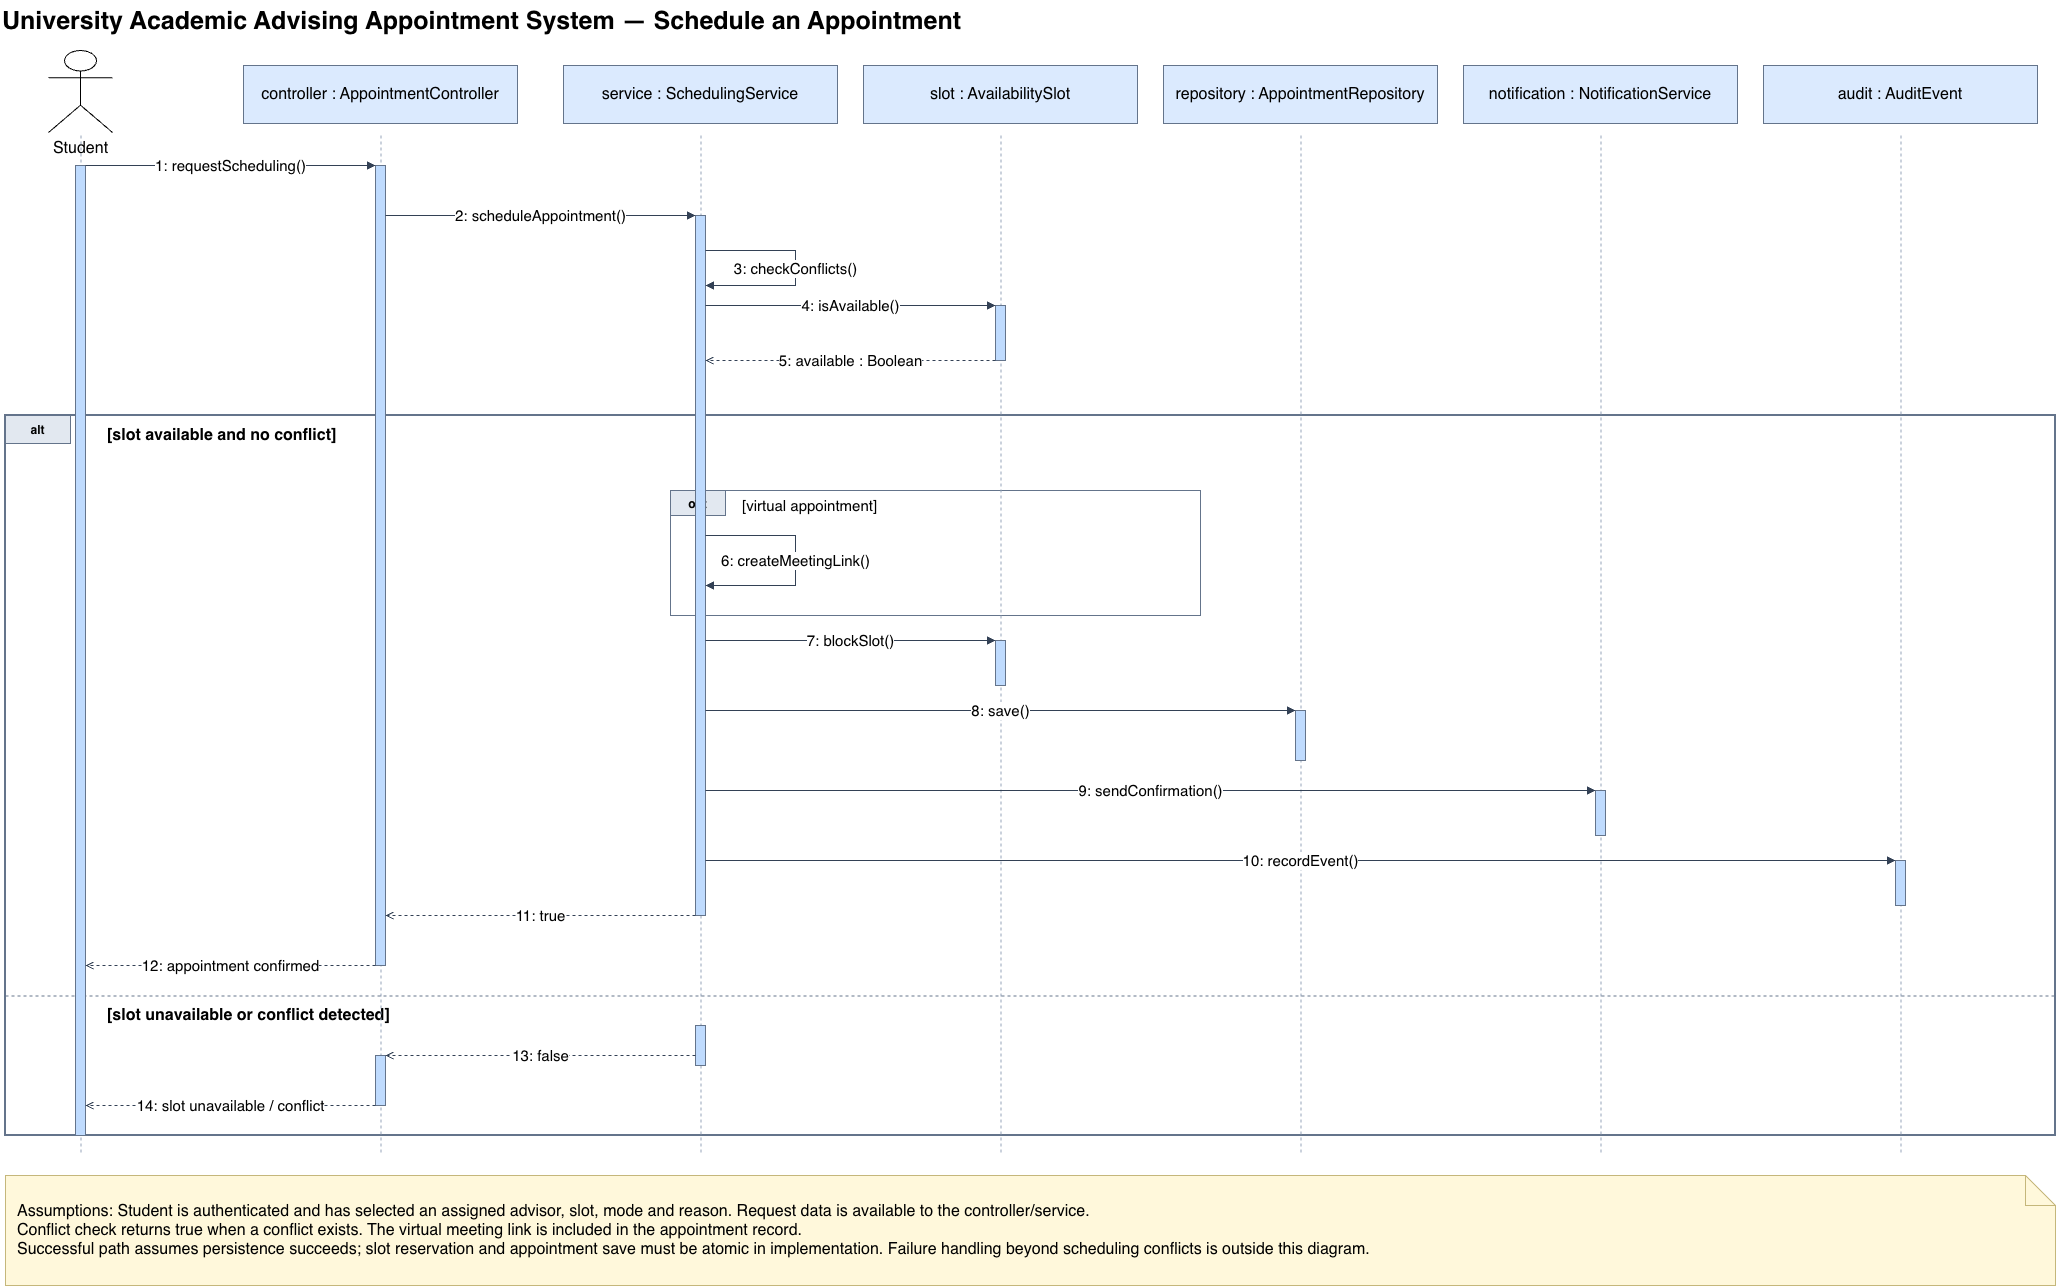 University Academic Advising Appointment System — Schedule an Appointment
Student
controller : AppointmentController
service : SchedulingService
slot : AvailabilitySlot
repository : AppointmentRepository
notification : NotificationService
audit : AuditEvent
1: requestScheduling()
2: scheduleAppointment()
3: checkConflicts()
4: isAvailable()
5: available : Boolean
alt
[slot available and no conflict]
[virtual appointment]
6: createMeetingLink()
7: blockSlot()
8: save()
9: sendConfirmation()
10: recordEvent()
11: true
12: appointment confirmed
[slot unavailable or conflict detected]
13: false
14: slot unavailable / conflict
Assumptions: Student is authenticated and has selected an assigned advisor, slot, mode and reason. Request data is available to the controller/service.
Conflict check returns true when a conflict exists. The virtual meeting link is included in the appointment record.
Successful path assumes persistence succeeds; slot reservation and appointment save must be atomic in implementation. Failure handling beyond scheduling conflicts is outside this diagram.